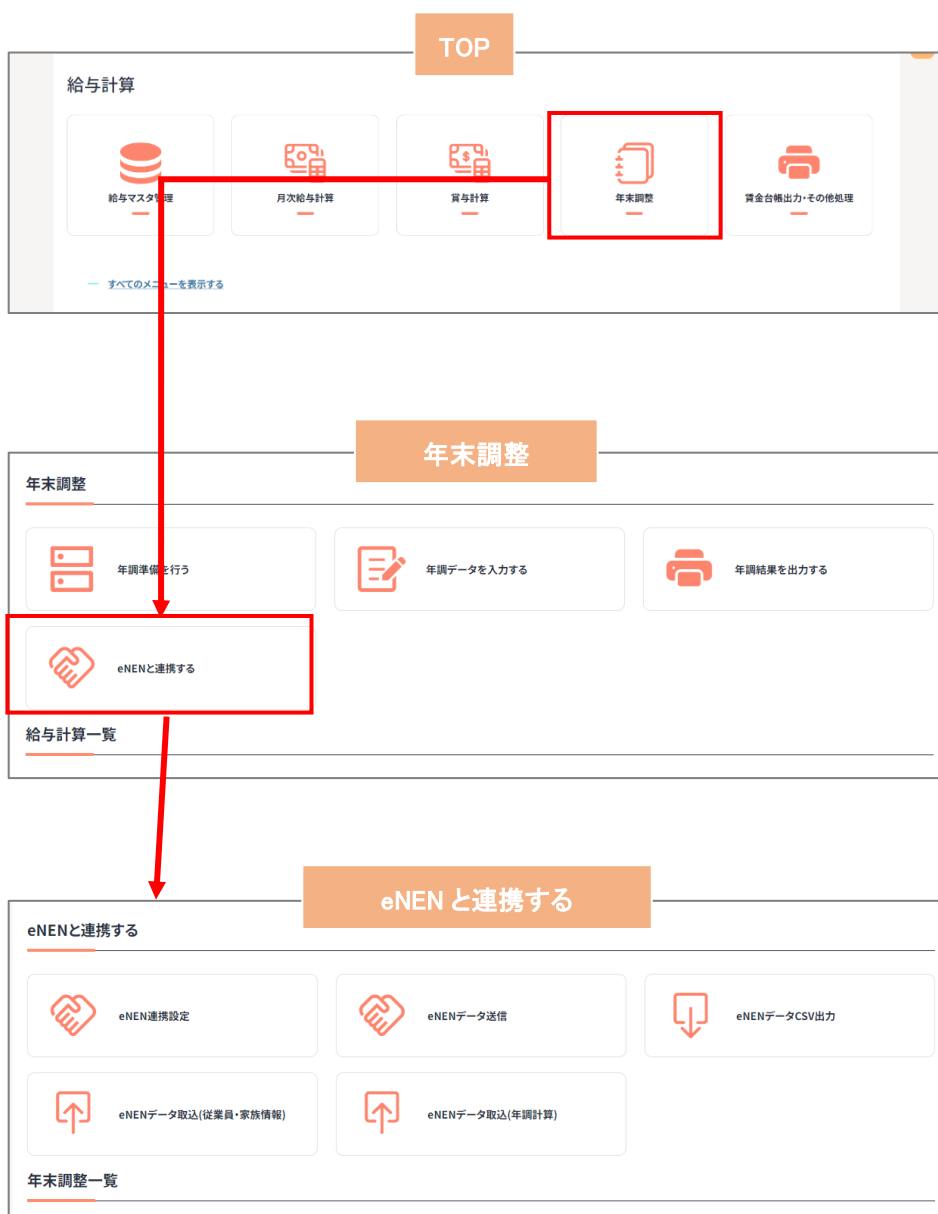 TOP
給与計算
給与マスタ管理
月次給与計算
賞与計算
年末調整
賃金台帳出力・その他処理
すべてのメニューを表示する
年末調整
年末調整
年調準備を行う
年調データを入力する
年調結果を出力する
eNENと連携する
給与計算一覧
eNEN と連携する
eNENと連携する
eNEN連携設定
eNENデータ送信
eNENデータCSV出力
eNENデータ取込(従業員・家族情報)
eNENデータ取込(年調計算)
年末調整一覧